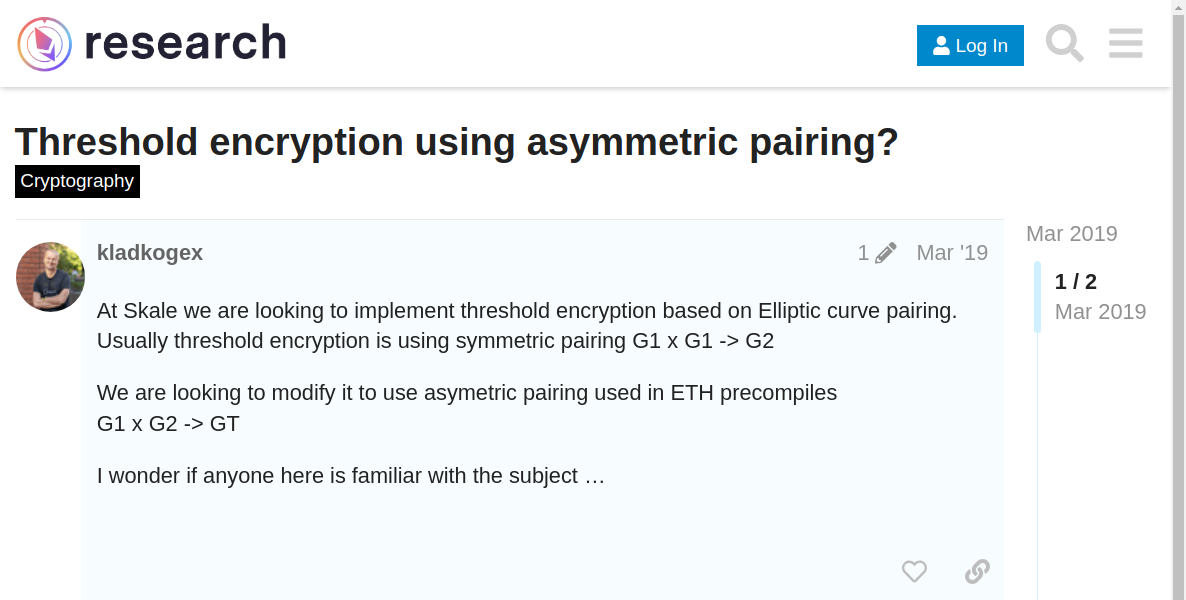 research
Log In
Threshold encryption using asymmetric pairing?
Cryptography
kladkogex
1
Mar '19
Mar 2019
1 / 2
Mar 2019
At Skale we are looking to implement threshold encryption based on Elliptic curve pairing.
Usually threshold encryption is using symmetric pairing G1 x G1 -> G2
We are looking to modify it to use asymetric pairing used in ETH precompiles
G1 x G2 -> GT
I wonder if anyone here is familiar with the subject …